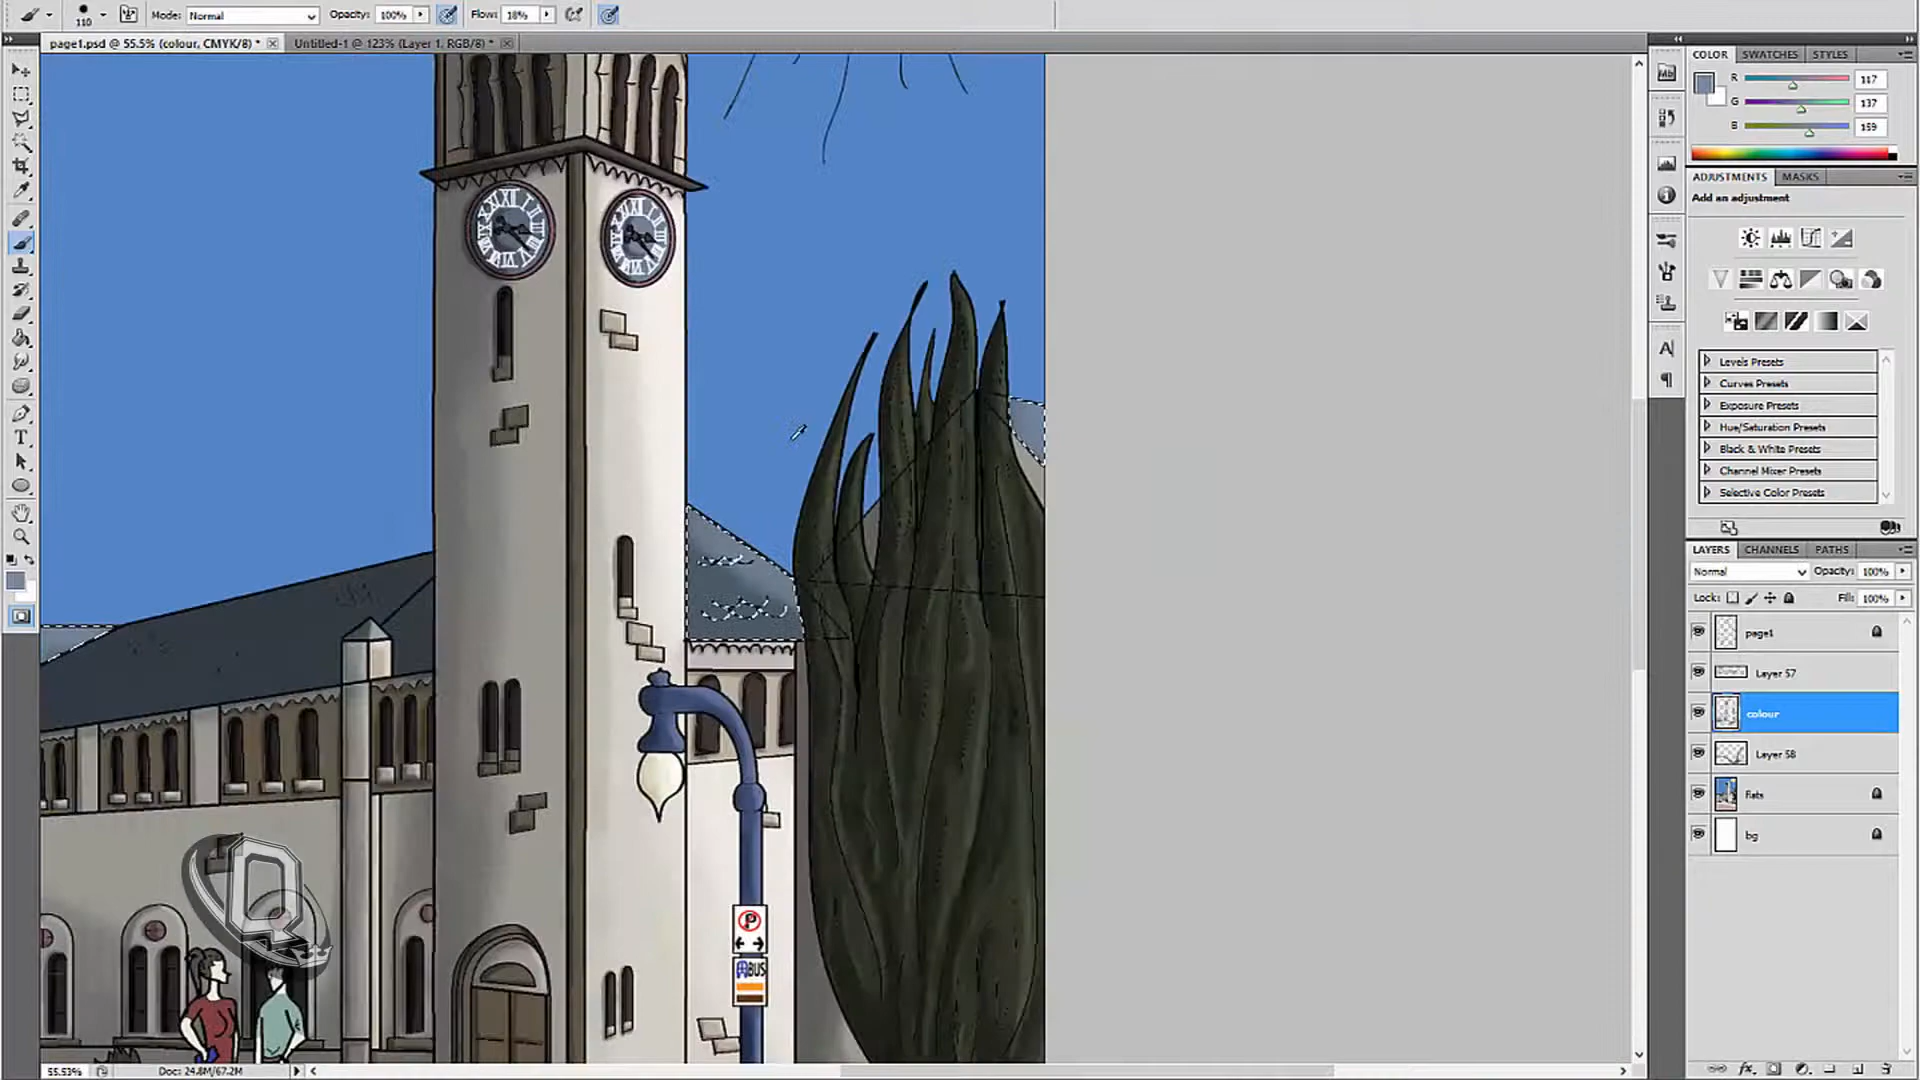 110 Mode: Normal Opacity: 100% Flow: 18%
page1.psd @ 55.5% (colour, CMYK/8) * Untitled-1 @ 123% (Layer 1, RGB/8) *
COLOR SWATCHES STYLES
R 117
G 137
B 159
ADJUSTMENTS MASKS
Add an adjustment
Levels Presets
Curves Presets
Exposure Presets
Hue/Saturation Presets
Black & White Presets
Channel Mixer Presets
Selective Color Presets
LAYERS CHANNELS PATHS
Normal Opacity: 100%
Lock: Fill: 100%
page1
Layer 57
colour
Layer 58
flats
bg
P
BUS
Q
55.53% Doc: 24.8M/67.2M